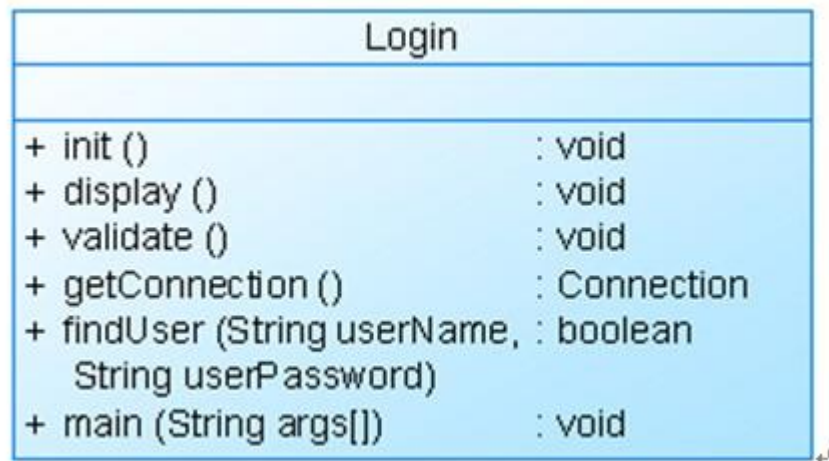 Login
+ init () : void
+ display () : void
+ validate () : void
+ getConnection () : Connection
+ findUser (String userName, : boolean
String userPassword)
+ main (String args[]) : void